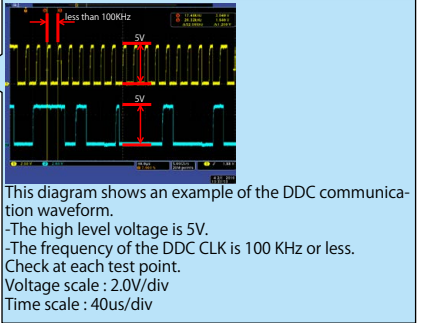 less than 100KHz
5V
5V
This diagram shows an example of the DDC communica-
tion waveform.
-The high level voltage is 5V.
-The frequency of the DDC CLK is 100 KHz or less.
Check at each test point.
Voltage scale : 2.0V/div
Time scale : 40us/div